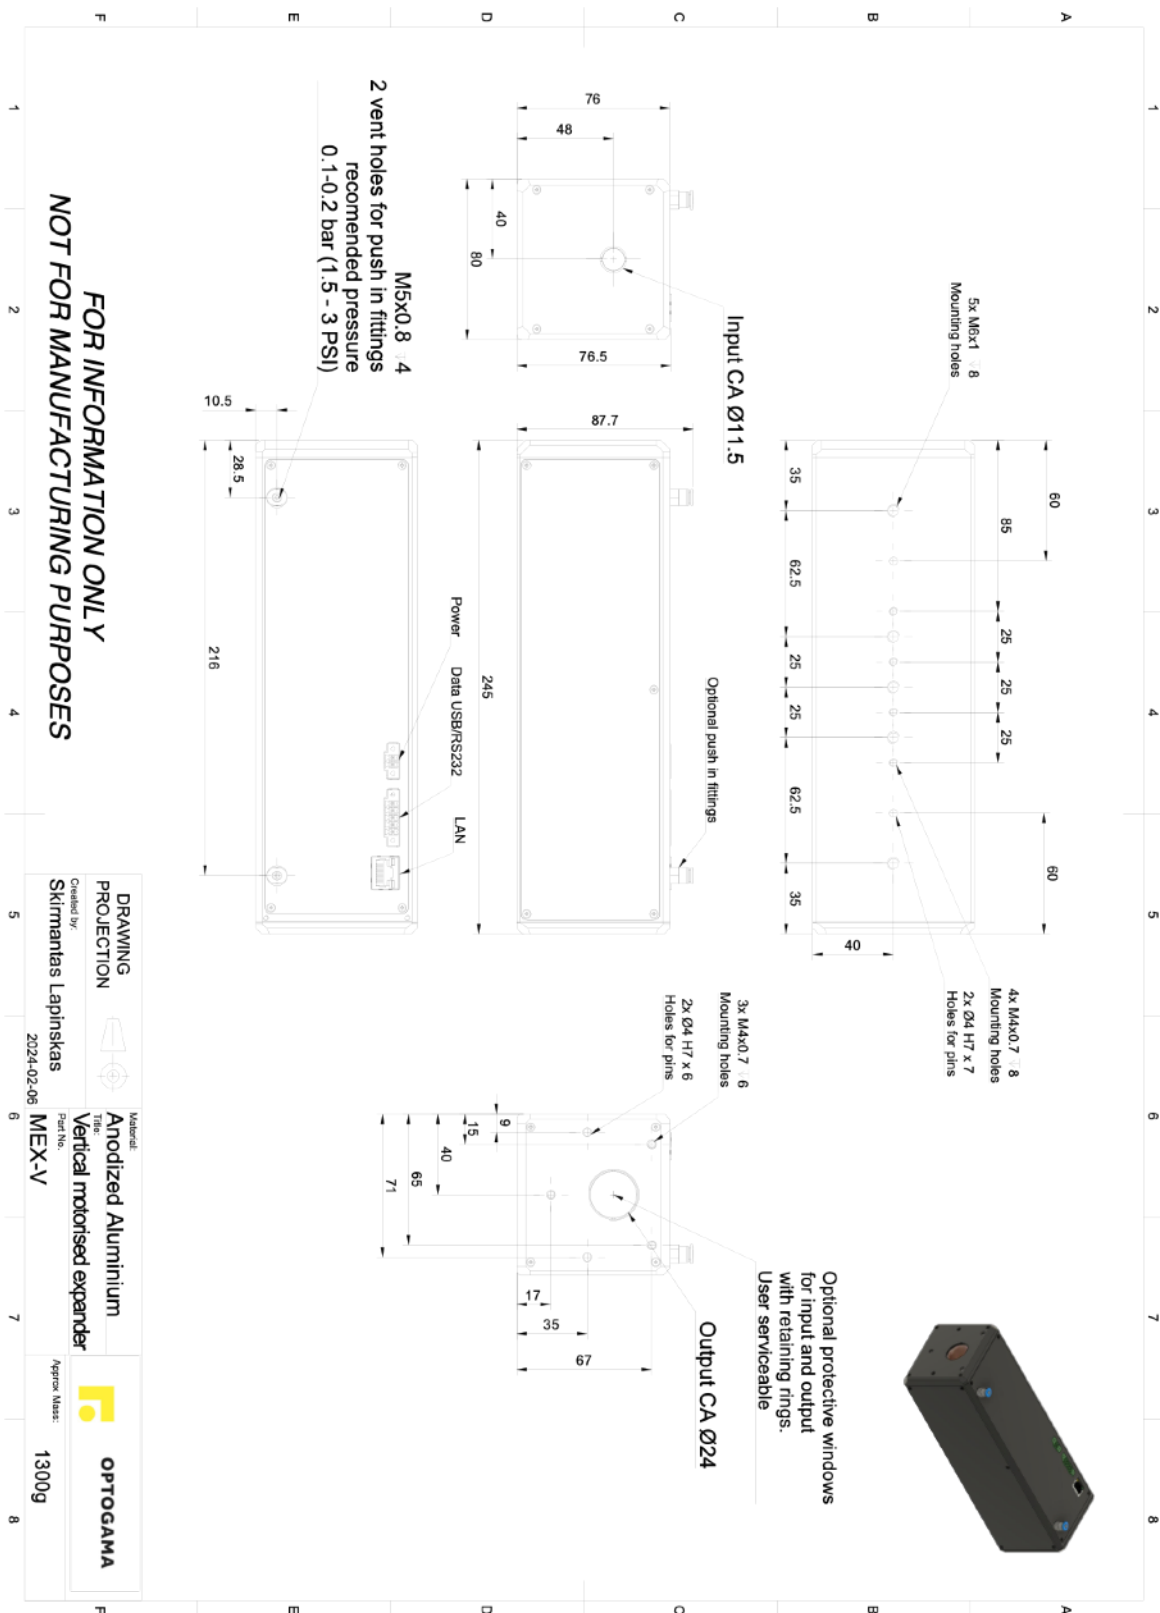 1 2 3 4 5 6 7 8
A A
B B
C C
D D
E E
F F
1 2 3 4 5 6 7 8
60
60
85
25
25
25
5x M6x1 ↧ 8
Mounting holes
4x M4x0.7 ↧ 8
Mounting holes
2x Ø4 H7 x 7
Holes for pins
40
35
62.5
25
25
62.5
35
Input CA Ø11.5
Optional push in fittings
3x M4x0.7 ↧ 6
Mounting holes
2x Ø4 H7 x 6
Holes for pins
Optional protective windows
for input and output
with retaining rings.
User serviceable
Output CA Ø24
76
48
40
80
76.5
87.7
245
9
15
40
65
71
17
35
67
Power
Data USB/RS232
LAN
M5x0.8 ↧ 4
2 vent holes for push in fittings
recomended pressure
0.1-0.2 bar (1.5 - 3 PSI)
10.5
28.5
216
FOR INFORMATION ONLY
NOT FOR MANUFACTURING PURPOSES
DRAWING
PROJECTION
Created by:
Skirmantas Lapinskas
2024-02-06
Material:
Anodized Aluminium
Title:
Vertical motorised expander
Part No.
MEX-V
OPTOGAMA
Approx Mass:
1300g